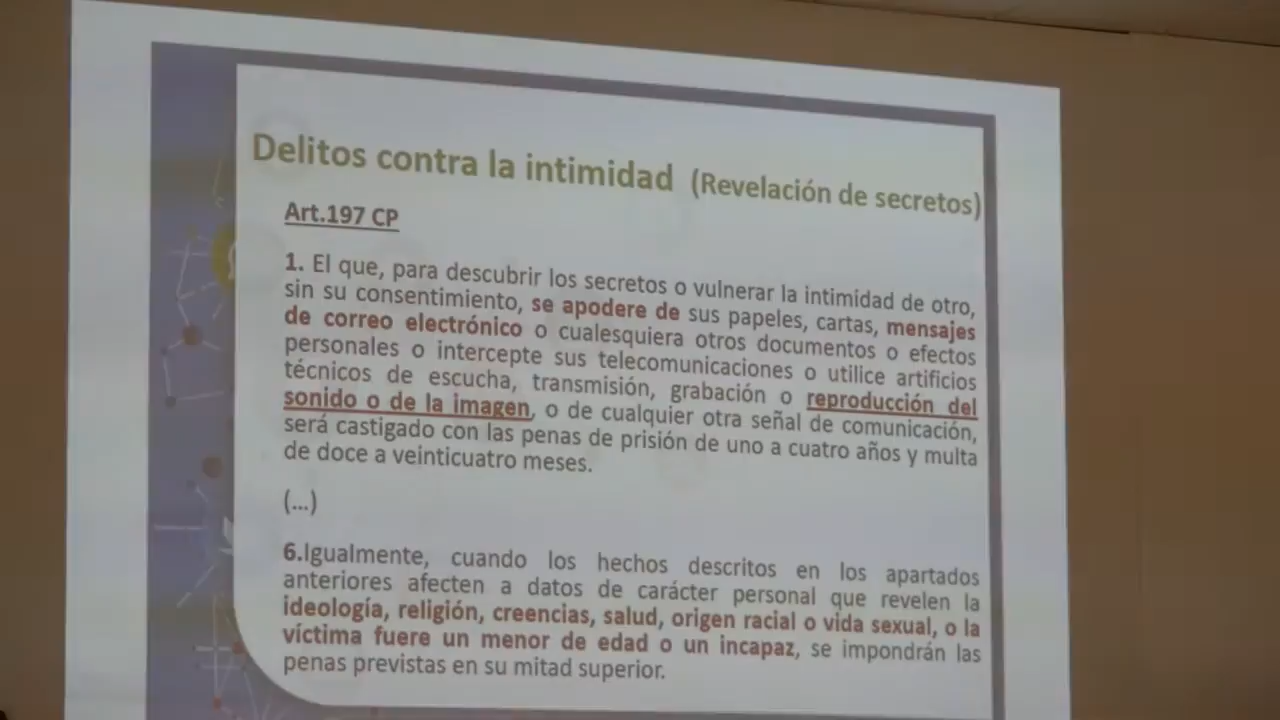 Delitos contra la intimidad (Revelación de secretos)
Art.197 CP
1. El que, para descubrir los secretos o vulnerar la intimidad de otro,
sin su consentimiento, se apodere de sus papeles, cartas, mensajes
de correo electrónico o cualesquiera otros documentos o efectos
personales o intercepte sus telecomunicaciones o utilice artificios
técnicos de escucha, transmisión, grabación o reproducción del
sonido o de la imagen, o de cualquier otra señal de comunicación,
será castigado con las penas de prisión de uno a cuatro años y multa
de doce a veinticuatro meses.
(...)
6.Igualmente, cuando los hechos descritos en los apartados
anteriores afecten a datos de carácter personal que revelen la
ideología, religión, creencias, salud, origen racial o vida sexual, o la
víctima fuere un menor de edad o un incapaz, se impondrán las
penas previstas en su mitad superior.